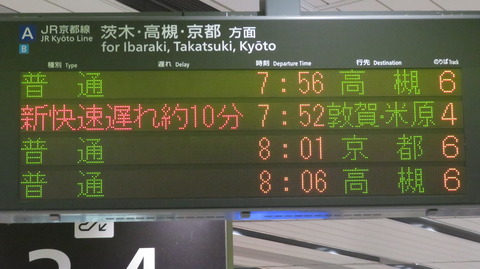 A JR京都線 茨木・高槻・京都 方面
B JR Kyōto Line for Ibaraki, Takatsuki, Kyōto
種別 Type 遅れ Delay 時刻 Departure Time 行先 Destination のりば Track
普通 7:56 高槻 6
新快速遅れ約10分 7:52 敦賀・米原 4
普通 8:01 京都 6
普通 8:06 高槻 6